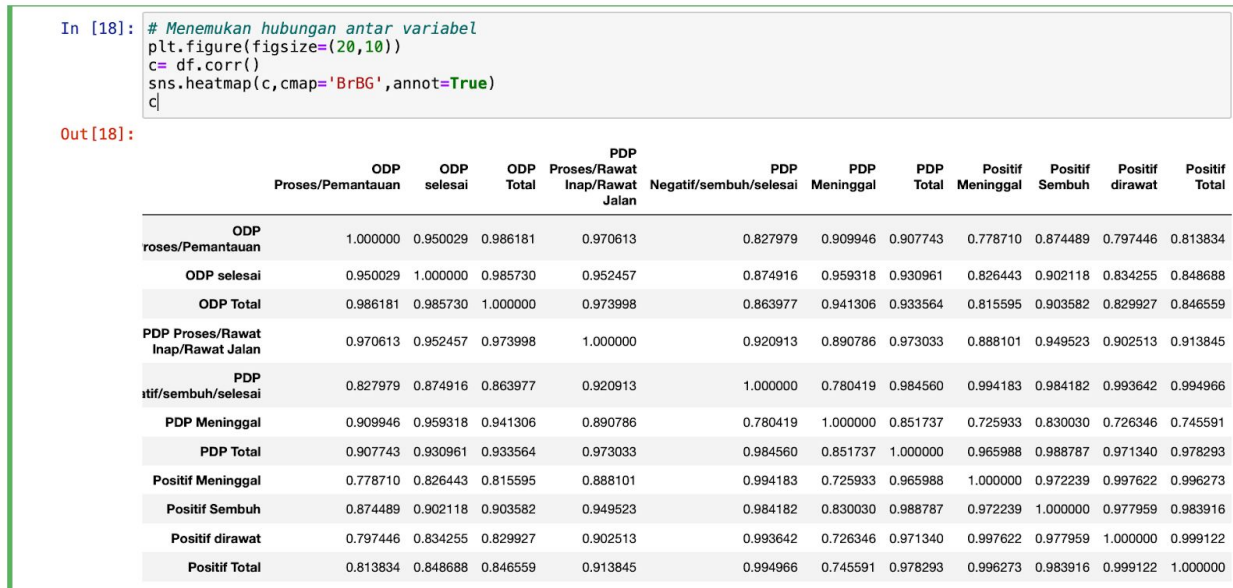 In [18]: # Menemukan hubungan antar variabel
plt.figure(figsize=(20,10))
c= df.corr()
sns.heatmap(c,cmap='BrBG',annot=True)
c
Out[18]:
ODP Proses/Pemantauan ODP selesai ODP Total PDP Proses/Rawat Inap/Rawat Jalan PDP Negatif/sembuh/selesai PDP Meninggal PDP Total Positif Meninggal Positif Sembuh Positif dirawat Positif Total
ODP roses/Pemantauan 1.000000 0.950029 0.986181 0.970613 0.827979 0.909946 0.907743 0.778710 0.874489 0.797446 0.813834
ODP selesai 0.950029 1.000000 0.985730 0.952457 0.874916 0.959318 0.930961 0.826443 0.902118 0.834255 0.848688
ODP Total 0.986181 0.985730 1.000000 0.973998 0.863977 0.941306 0.933564 0.815595 0.903582 0.829927 0.846559
PDP Proses/Rawat Inap/Rawat Jalan 0.970613 0.952457 0.973998 1.000000 0.920913 0.890786 0.973033 0.888101 0.949523 0.902513 0.913845
PDP atif/sembuh/selesai 0.827979 0.874916 0.863977 0.920913 1.000000 0.780419 0.984560 0.994183 0.984182 0.993642 0.994966
PDP Meninggal 0.909946 0.959318 0.941306 0.890786 0.780419 1.000000 0.851737 0.725933 0.830030 0.726346 0.745591
PDP Total 0.907743 0.930961 0.933564 0.973033 0.984560 0.851737 1.000000 0.965988 0.988787 0.971340 0.978293
Positif Meninggal 0.778710 0.826443 0.815595 0.888101 0.994183 0.725933 0.965988 1.000000 0.972239 0.997622 0.996273
Positif Sembuh 0.874489 0.902118 0.903582 0.949523 0.984182 0.830030 0.988787 0.972239 1.000000 0.977959 0.983916
Positif dirawat 0.797446 0.834255 0.829927 0.902513 0.993642 0.726346 0.971340 0.997622 0.977959 1.000000 0.999122
Positif Total 0.813834 0.848688 0.846559 0.913845 0.994966 0.745591 0.978293 0.996273 0.983916 0.999122 1.000000